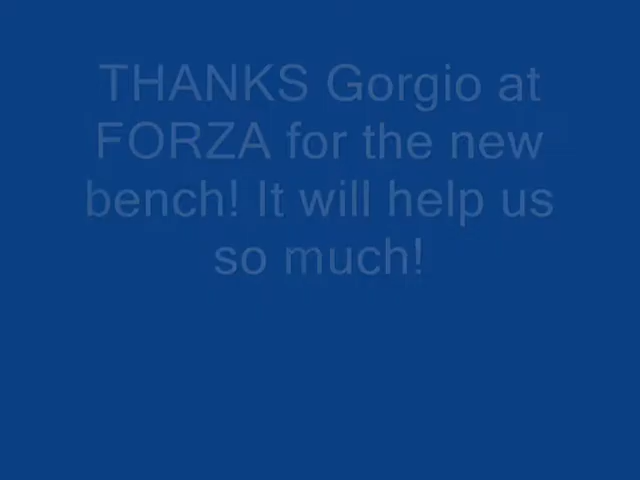 THANKS Gorgio at
FORZA for the new
bench! It will help us
so much!